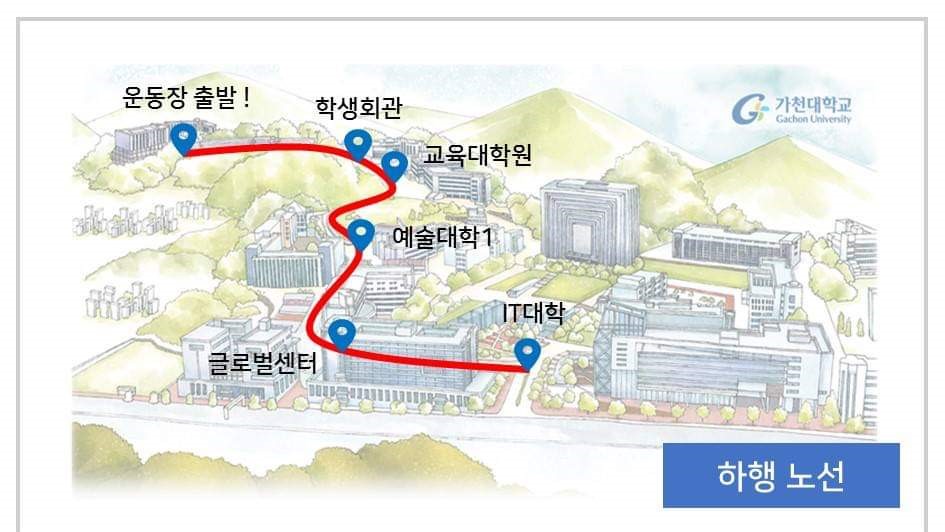 운동장 출발 !
학생회관
가천대학교
Gachon University
교육대학원
예술대학1
IT대학
글로벌센터
하행 노선